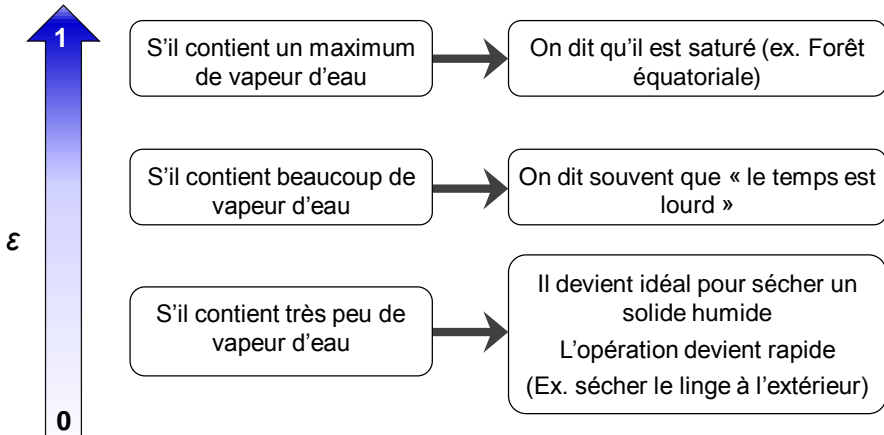 1
S'il contient un maximum
de vapeur d'eau
On dit qu'il est saturé (ex. Forêt
équatoriale)
S'il contient beaucoup de
vapeur d'eau
On dit souvent que « le temps est
lourd »
ε
S'il contient très peu de
vapeur d'eau
Il devient idéal pour sécher un
solide humide
L'opération devient rapide
(Ex. sécher le linge à l'extérieur)
0